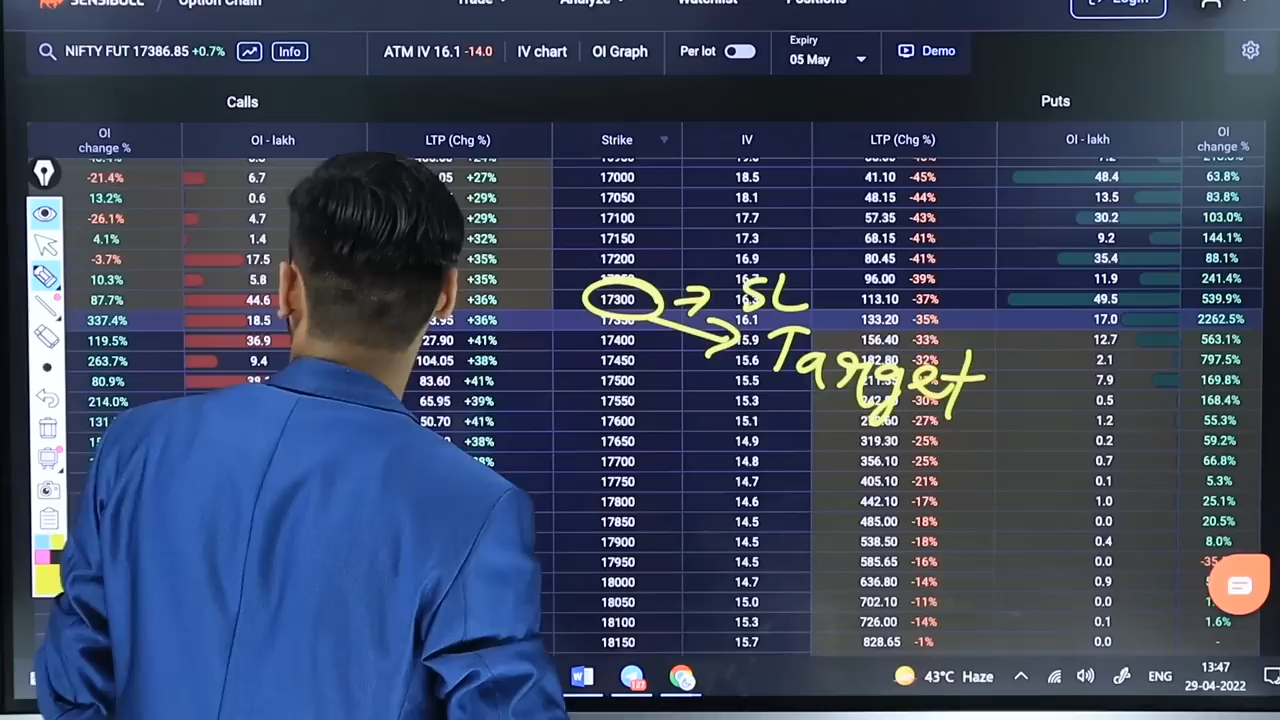 SENSIBULL Option Chain Trade Analyze Watchlist Positions Login
NIFTY FUT 17386.85 +0.7% Info ATM IV 16.1 -14.0 IV chart OI Graph Per lot Expiry 05 May Demo
Calls Puts
OI change % OI - lakh LTP (Chg %) Strike IV LTP (Chg %) OI - lakh OI change %
-21.4% 6.7 +27% 17000 18.5 41.10 -45% 48.4 63.8%
13.2% 0.6 +29% 17050 18.1 48.15 -44% 13.5 83.8%
-26.1% 4.7 +29% 17100 17.7 57.35 -43% 30.2 103.0%
4.1% 1.4 +32% 17150 17.3 68.15 -41% 9.2 144.1%
-3.7% 17.5 +35% 17200 16.9 80.45 -41% 35.4 88.1%
10.3% 5.8 +35% 96.00 -39% 11.9 241.4%
87.7% 44.6 +36% 17300 → SL 113.10 -37% 49.5 539.9%
337.4% 18.5 +36% 17350 16.1 133.20 -35% 17.0 2262.5%
119.5% 36.9 27.90 +41% 17400 156.40 -33% 12.7 563.1%
Target
263.7% 9.4 104.05 +38% 17450 15.6 182.80 -32% 2.1 797.5%
80.9% 83.60 +41% 17500 15.5 7.9 169.8%
214.0% 65.95 +39% 17550 15.3 -30% 0.5 168.4%
50.70 +41% 17600 15.1 -27% 1.2 55.3%
+38% 17650 14.9 319.30 -25% 0.2 59.2%
17700 14.8 356.10 -25% 0.7 66.8%
17750 14.7 405.10 -21% 0.1 5.3%
17800 14.6 442.10 -17% 1.0 25.1%
17850 14.5 485.00 -18% 0.0 20.5%
17900 14.5 538.50 -18% 0.4 8.0%
17950 14.5 585.65 -16% 0.0
18000 14.7 636.80 -14% 0.9
18050 15.0 702.10 -11% 0.0
18100 15.3 726.00 -14% 0.1 1.6%
18150 15.7 828.65 -1% 0.0 -
43°C Haze ENG 13:47
29-04-2022